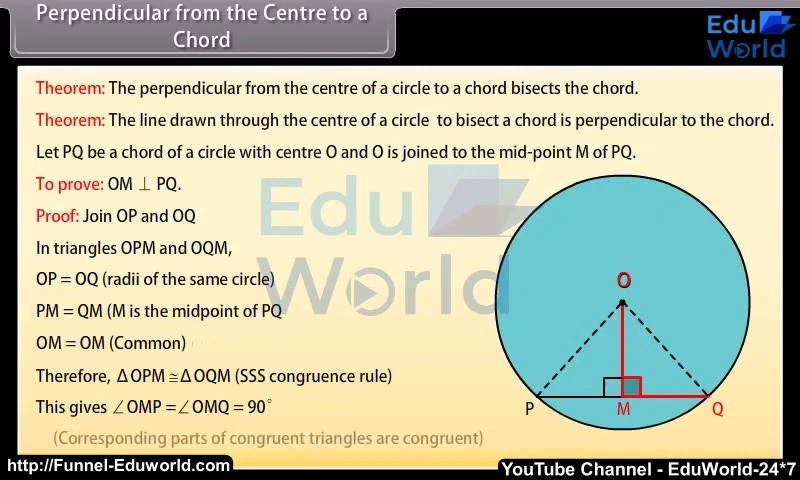 Perpendicular from the Centre to a
Chord
Edu
World
Theorem: The perpendicular from the centre of a circle to a chord bisects the chord.
Theorem: The line drawn through the centre of a circle to bisect a chord is perpendicular to the chord.
Let PQ be a chord of a circle with centre O and O is joined to the mid-point M of PQ.
To prove: OM ⊥ PQ.
Proof: Join OP and OQ
In triangles OPM and OQM,
OP = OQ (radii of the same circle)
PM = QM (M is the midpoint of PQ
OM = OM (Common)
Therefore, ΔOPM ≅ ΔOQM (SSS congruence rule)
This gives ∠OMP = ∠OMQ = 90°
(Corresponding parts of congruent triangles are congruent)
Edu
World
O
P M Q
http://Funnel-Eduworld.com
YouTube Channel - EduWorld-24*7